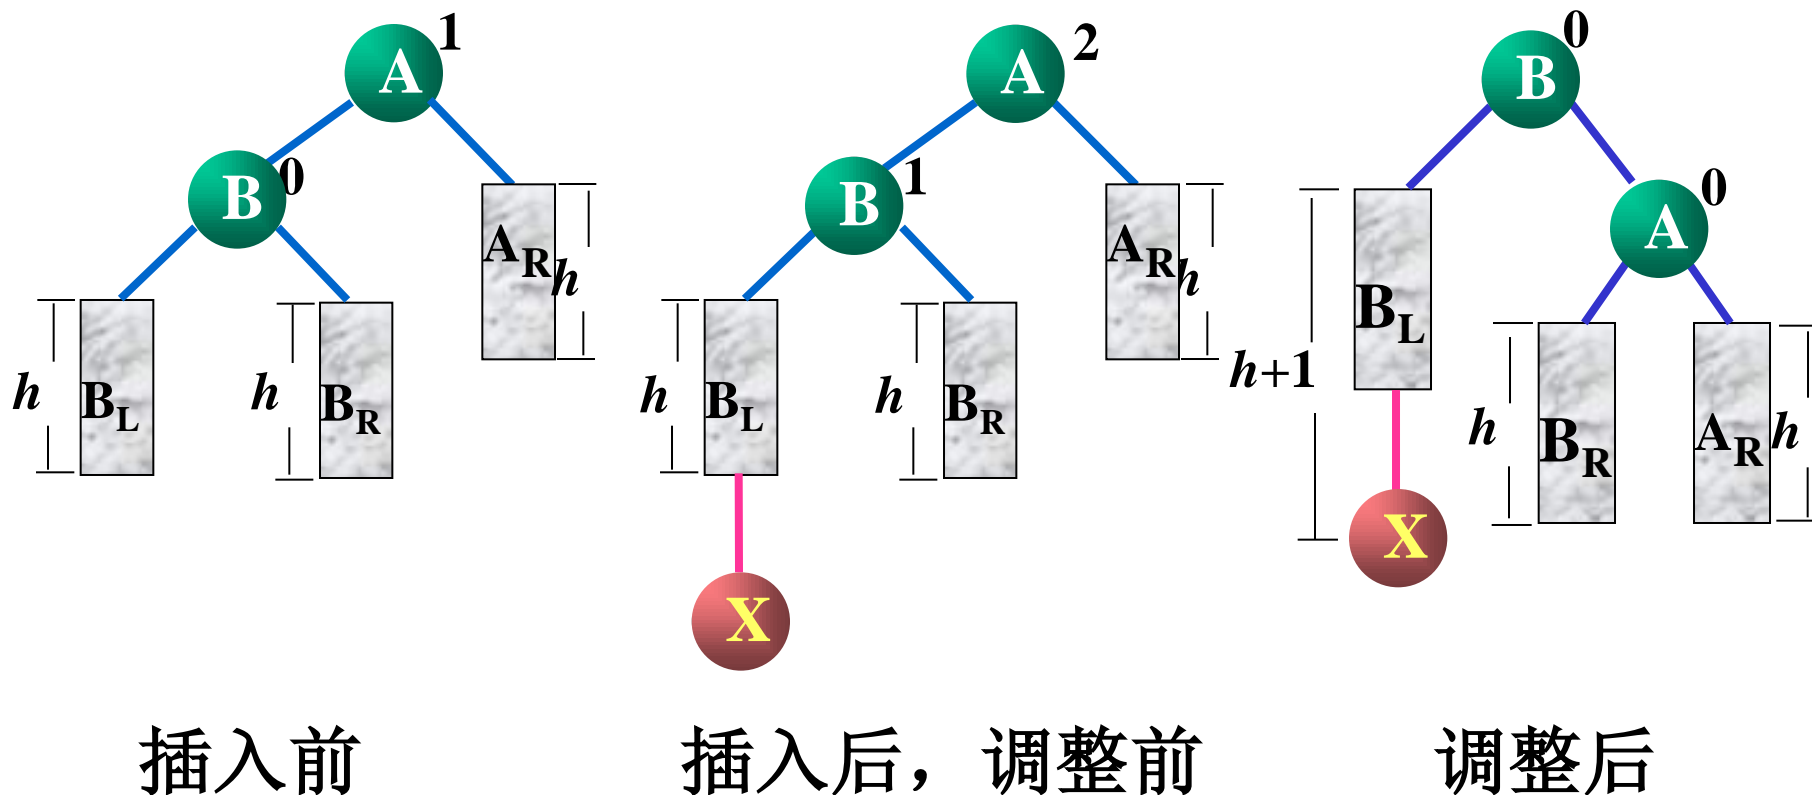 A 1
B 0
A_R h
h B_L
h B_R
插入前
A 2
B 1
A_R h
h B_L
h B_R
X
插入后，调整前
B 0
A 0
h+1 B_L
h B_R
A_R h
X
调整后